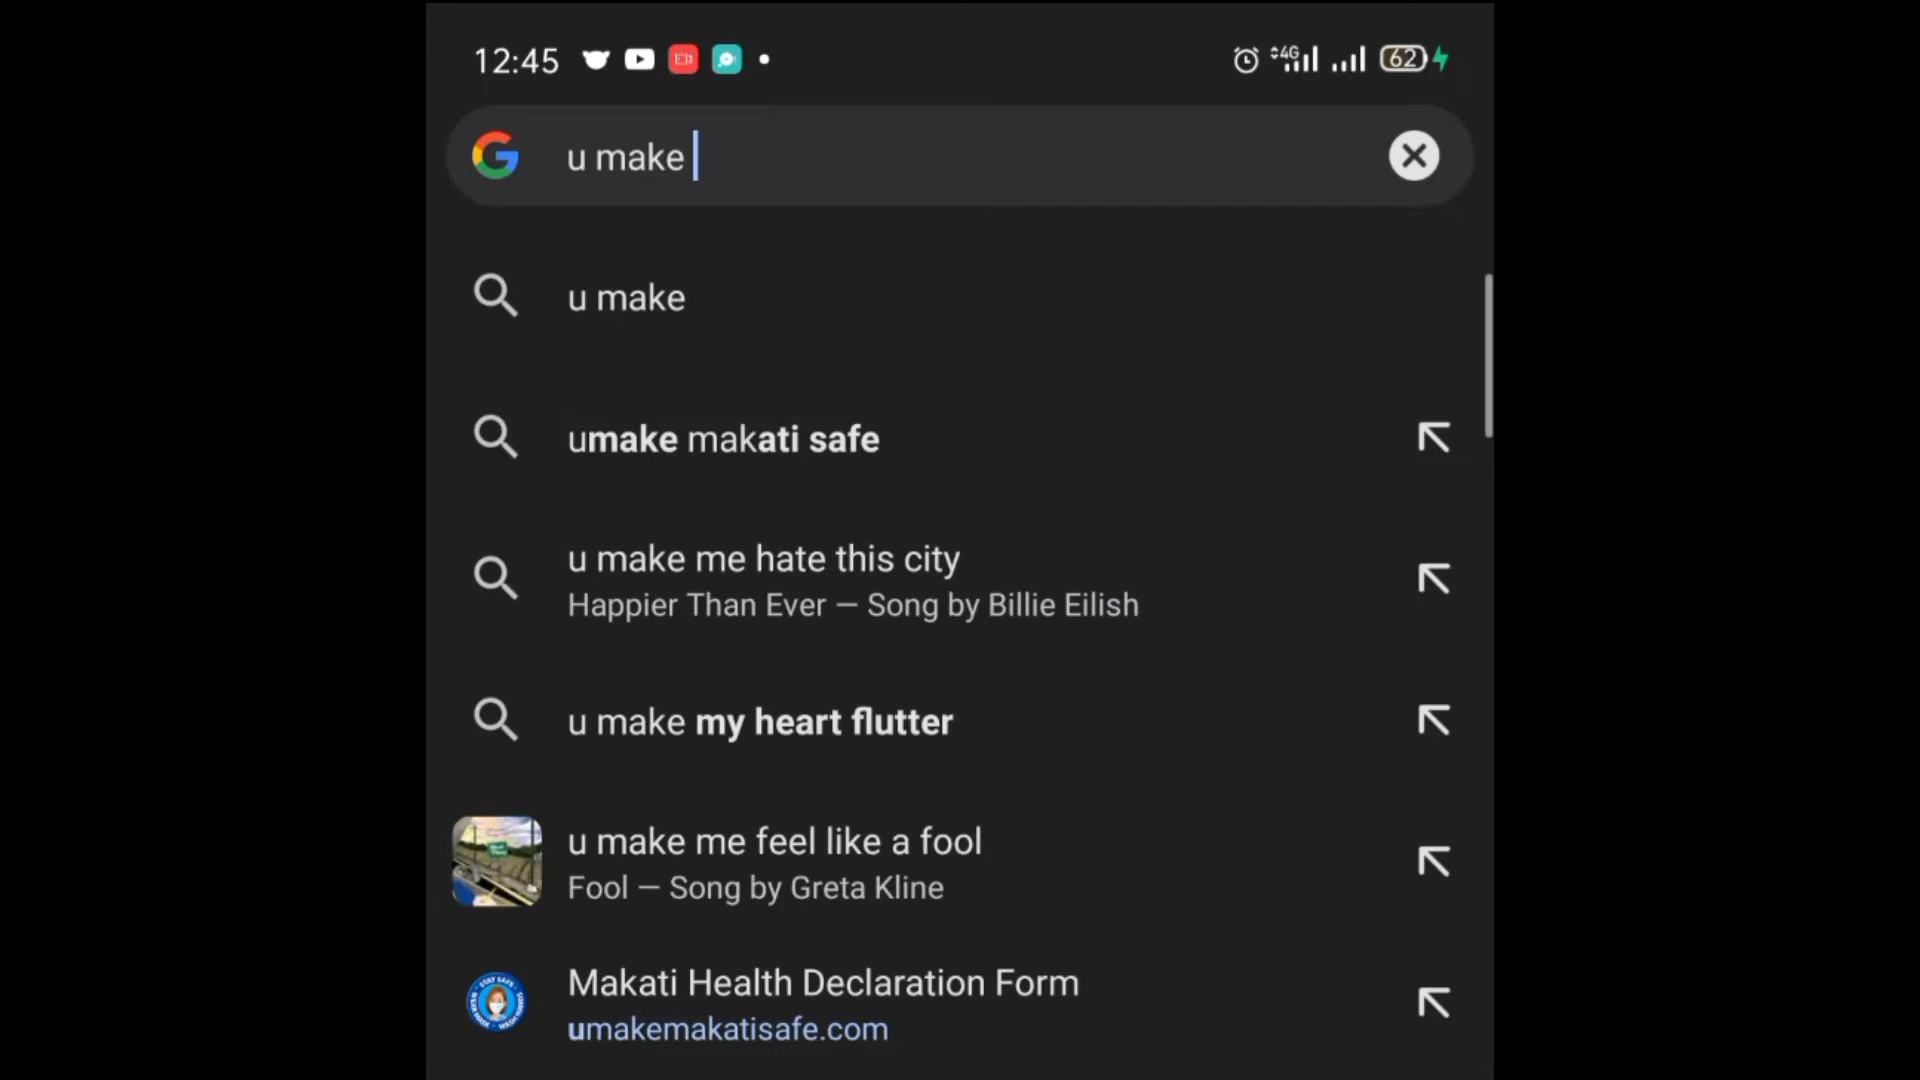 12:45
4G
62
u make
u make
umake makati safe
u make me hate this city
Happier Than Ever — Song by Billie Eilish
u make my heart flutter
u make me feel like a fool
Fool — Song by Greta Kline
Makati Health Declaration Form
umakemakatisafe.com